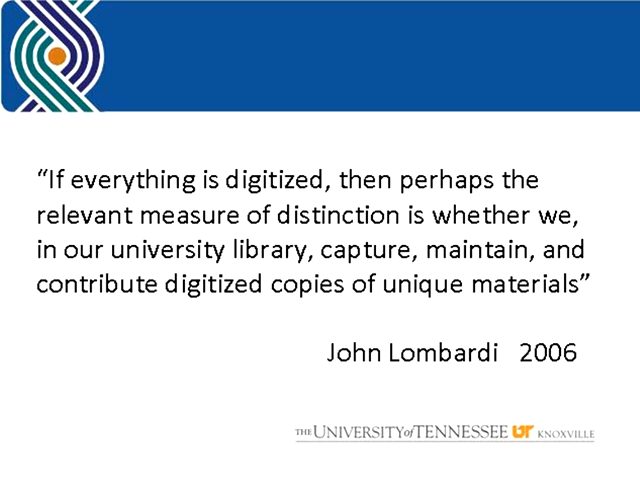 “If everything is digitized, then perhaps the
relevant measure of distinction is whether we,
in our university library, capture, maintain, and
contribute digitized copies of unique materials”
John Lombardi 2006
THE UNIVERSITY of TENNESSEE UT KNOXVILLE